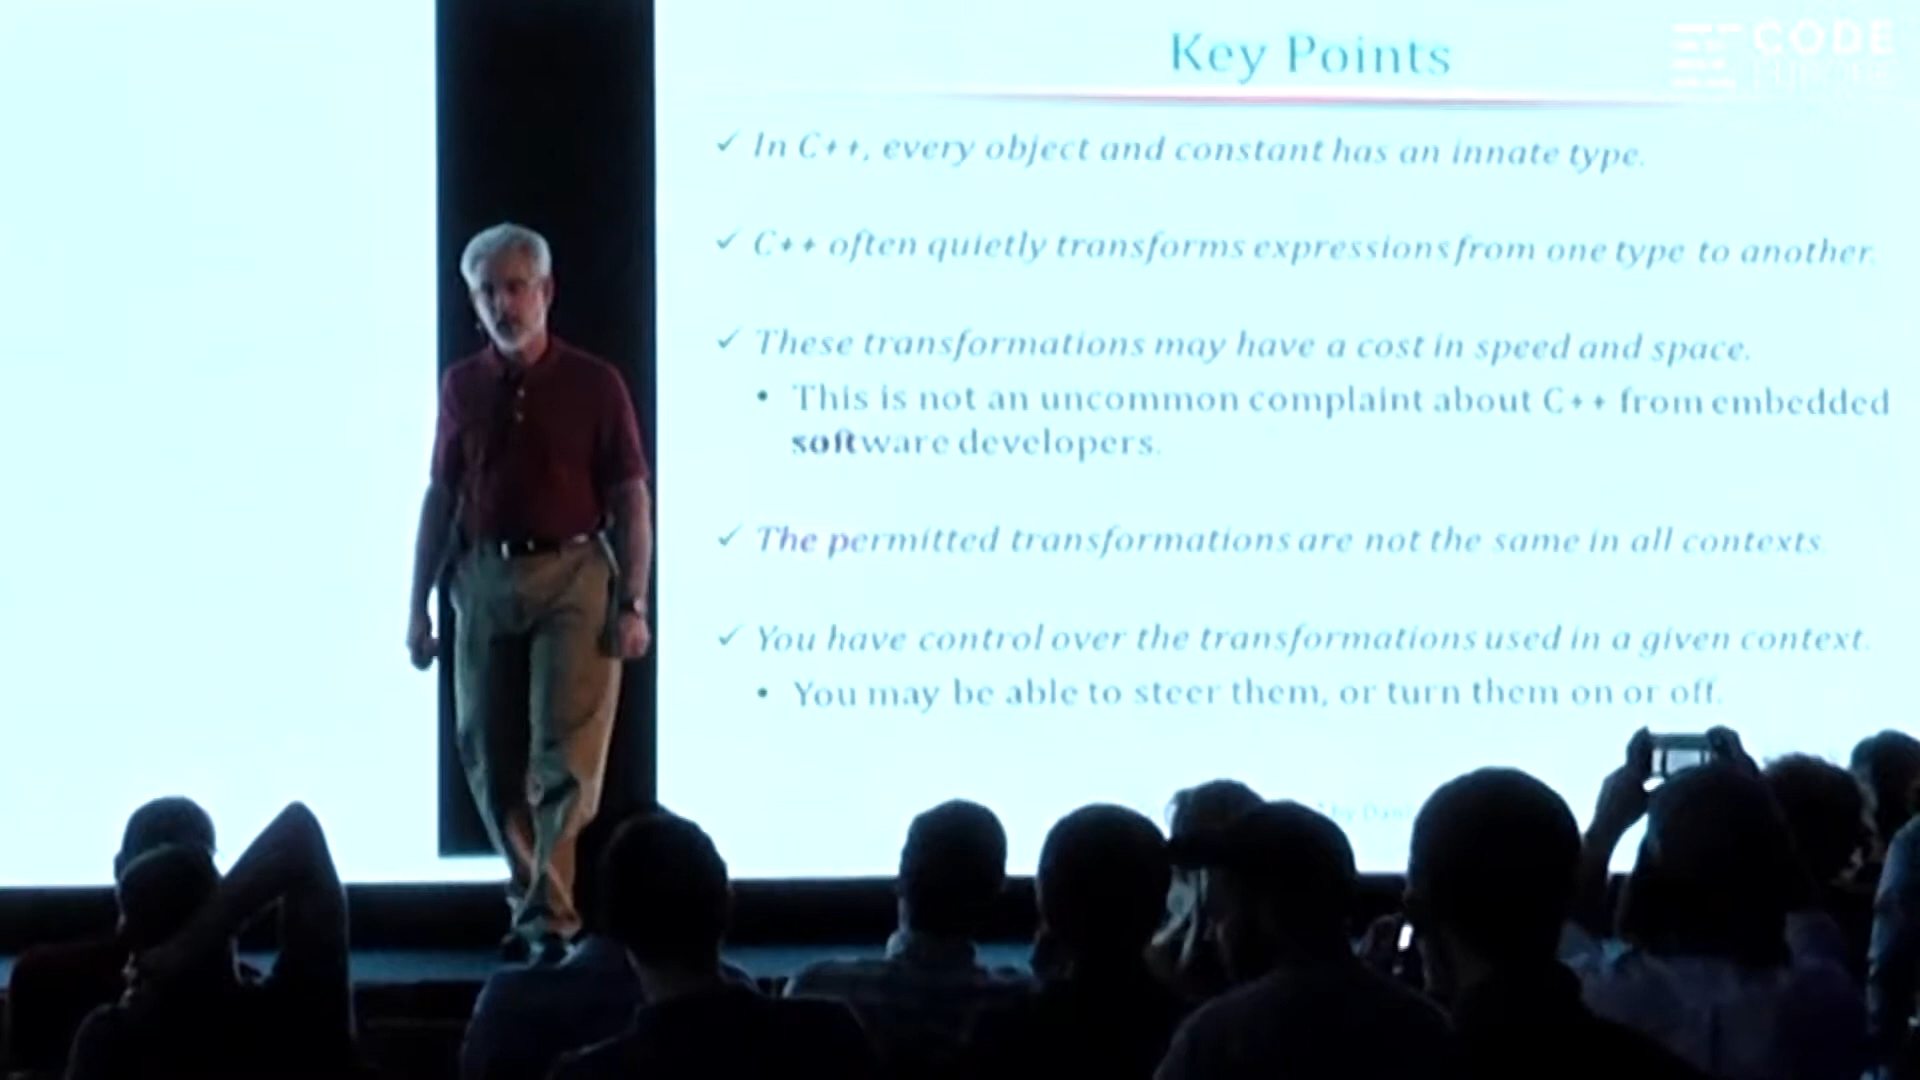 Key Points
CODE
EUROPE
✓ In C++, every object and constant has an innate type.
✓ C++ often quietly transforms expressions from one type to another.
✓ These transformations may have a cost in speed and space.
• This is not an uncommon complaint about C++ from embedded
software developers.
✓ The permitted transformations are not the same in all contexts.
✓ You have control over the transformations used in a given context.
• You may be able to steer them, or turn them on or off.
by